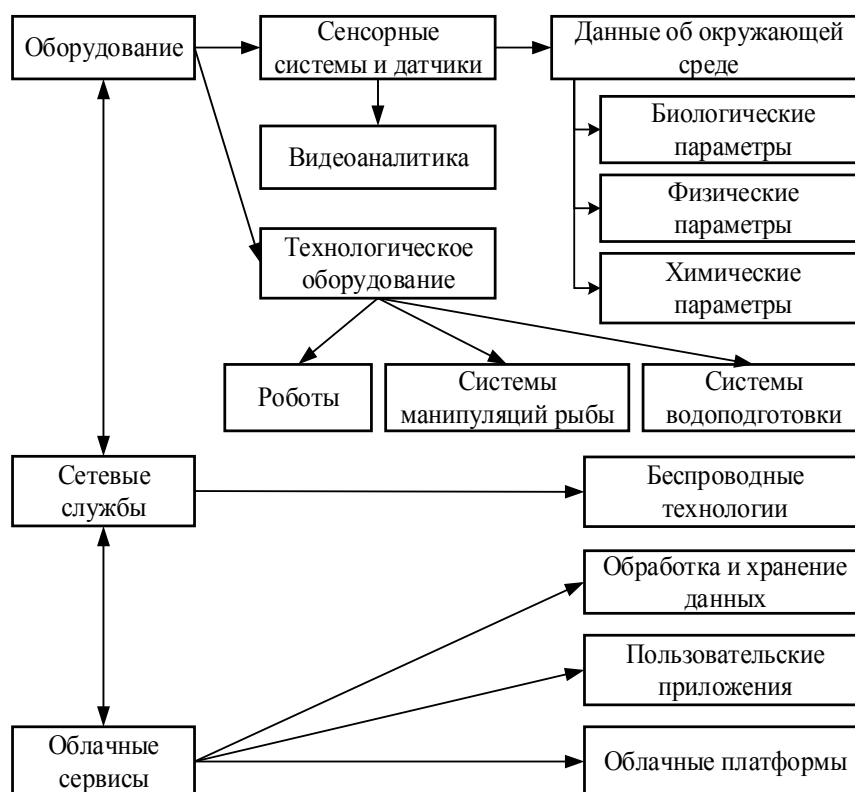 Оборудование
Сенсорные
системы и датчики
Данные об окружающей
среде
Биологические
параметры
Видеоаналитика
Физические
параметры
Технологическое
оборудование
Химические
параметры
Роботы
Системы
манипуляций рыбы
Системы
водоподготовки
Сетевые
службы
Беспроводные
технологии
Обработка и хранение
данных
Пользовательские
приложения
Облачные
сервисы
Облачные платформы